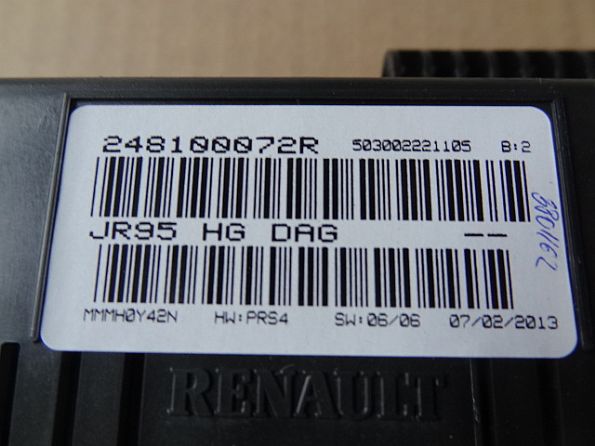 248100072R 503002221105 B:2
JR95 HG DAG --
MMMH0Y42N HW:PRS4 SW:06/06 07/02/2013
RENAULT